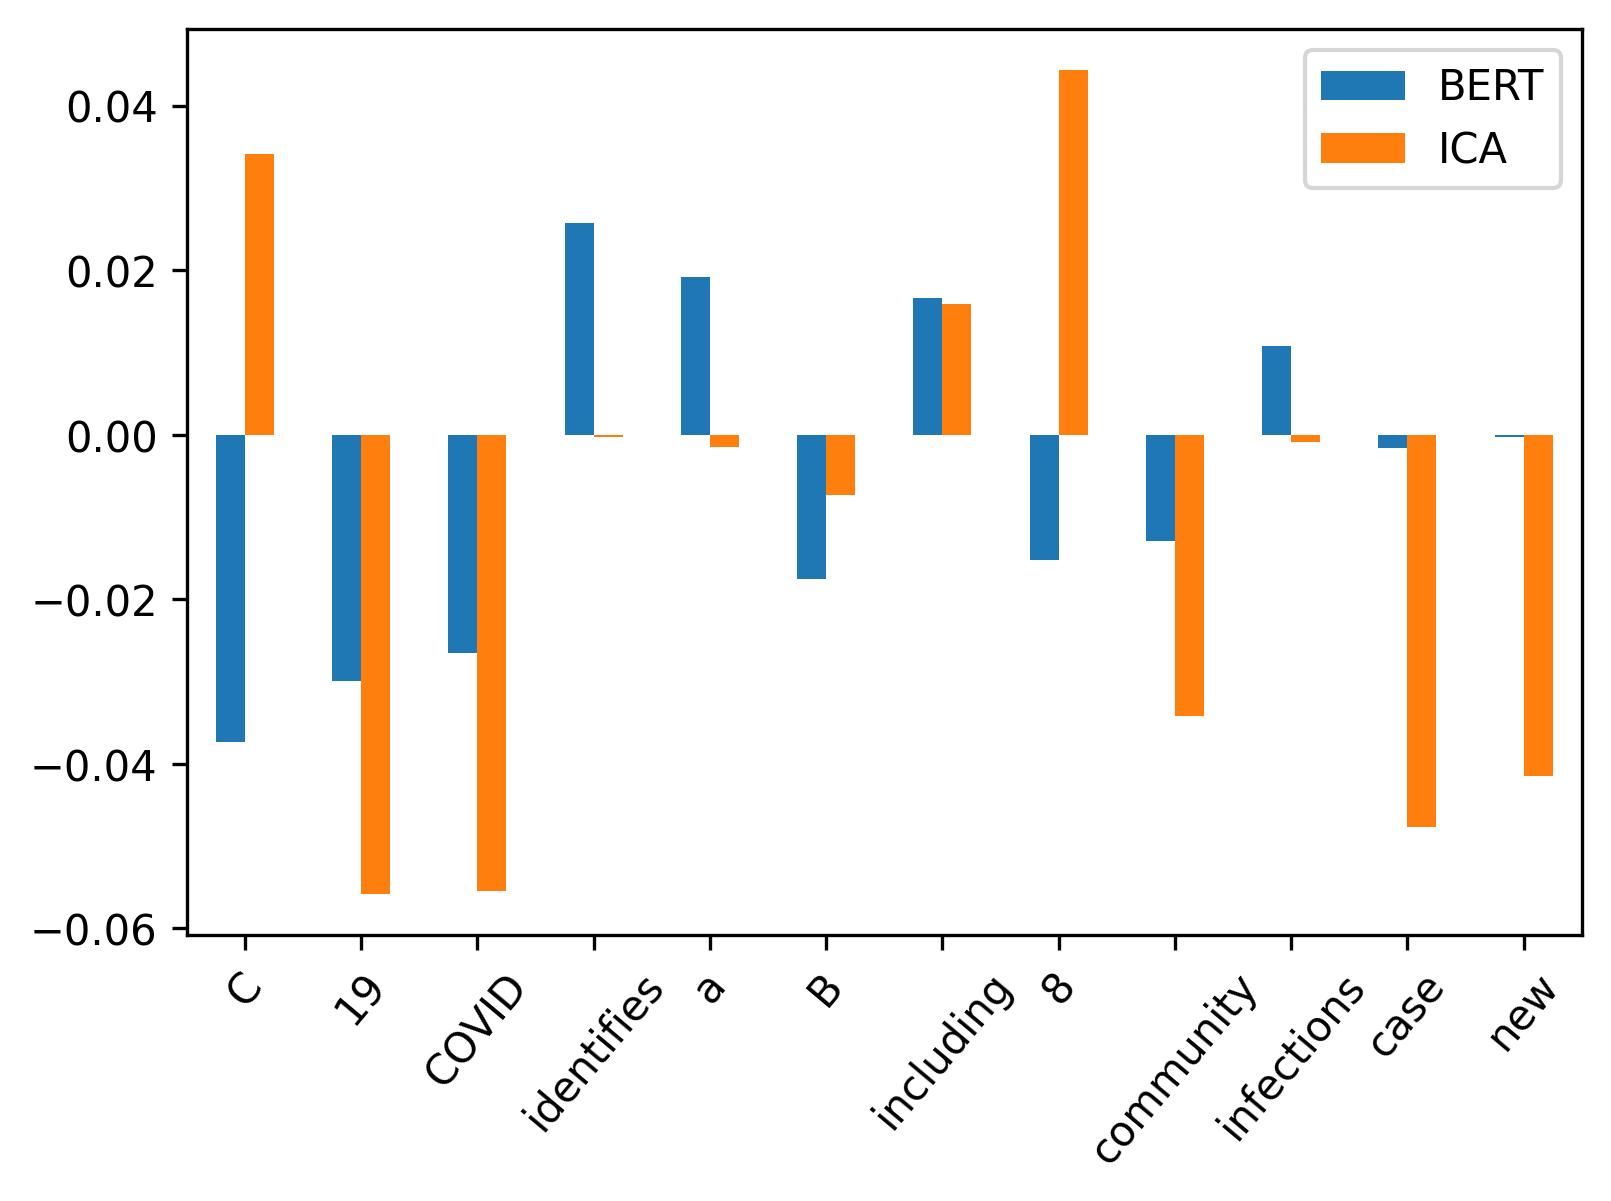 BERT
ICA
0.04
0.02
0.00
−0.02
−0.04
−0.06
C
19
COVID
identifies
a
B
including
8
community
infections
case
new